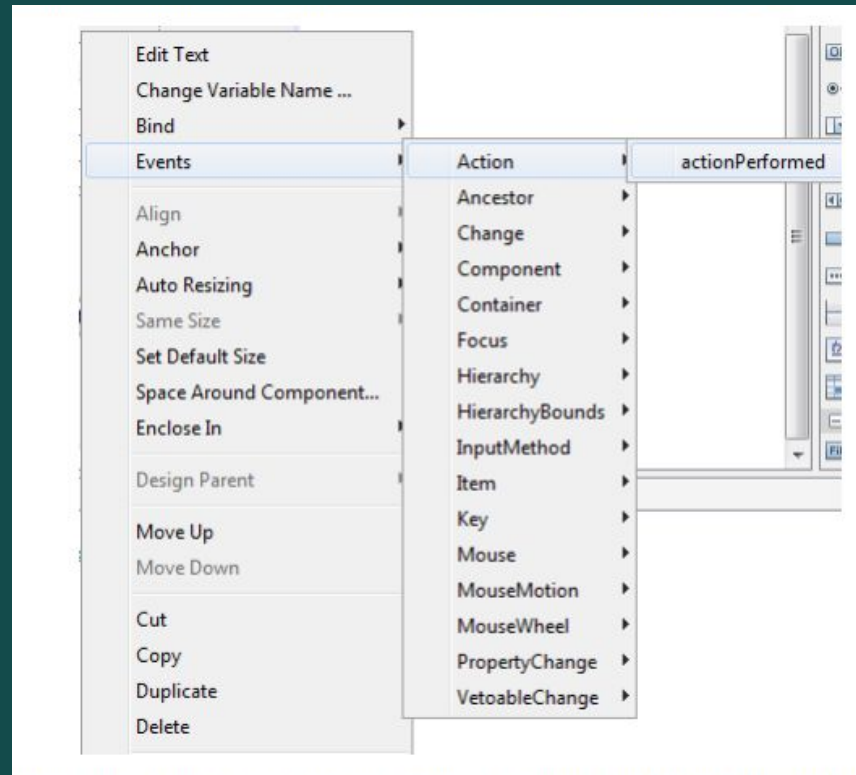 Edit Text
Change Variable Name ...
Bind
Events
Align
Anchor
Auto Resizing
Same Size
Set Default Size
Space Around Component...
Enclose In
Design Parent
Move Up
Move Down
Cut
Copy
Duplicate
Delete
Action
Ancestor
Change
Component
Container
Focus
Hierarchy
HierarchyBounds
InputMethod
Item
Key
Mouse
MouseMotion
MouseWheel
PropertyChange
VetoableChange
actionPerformed